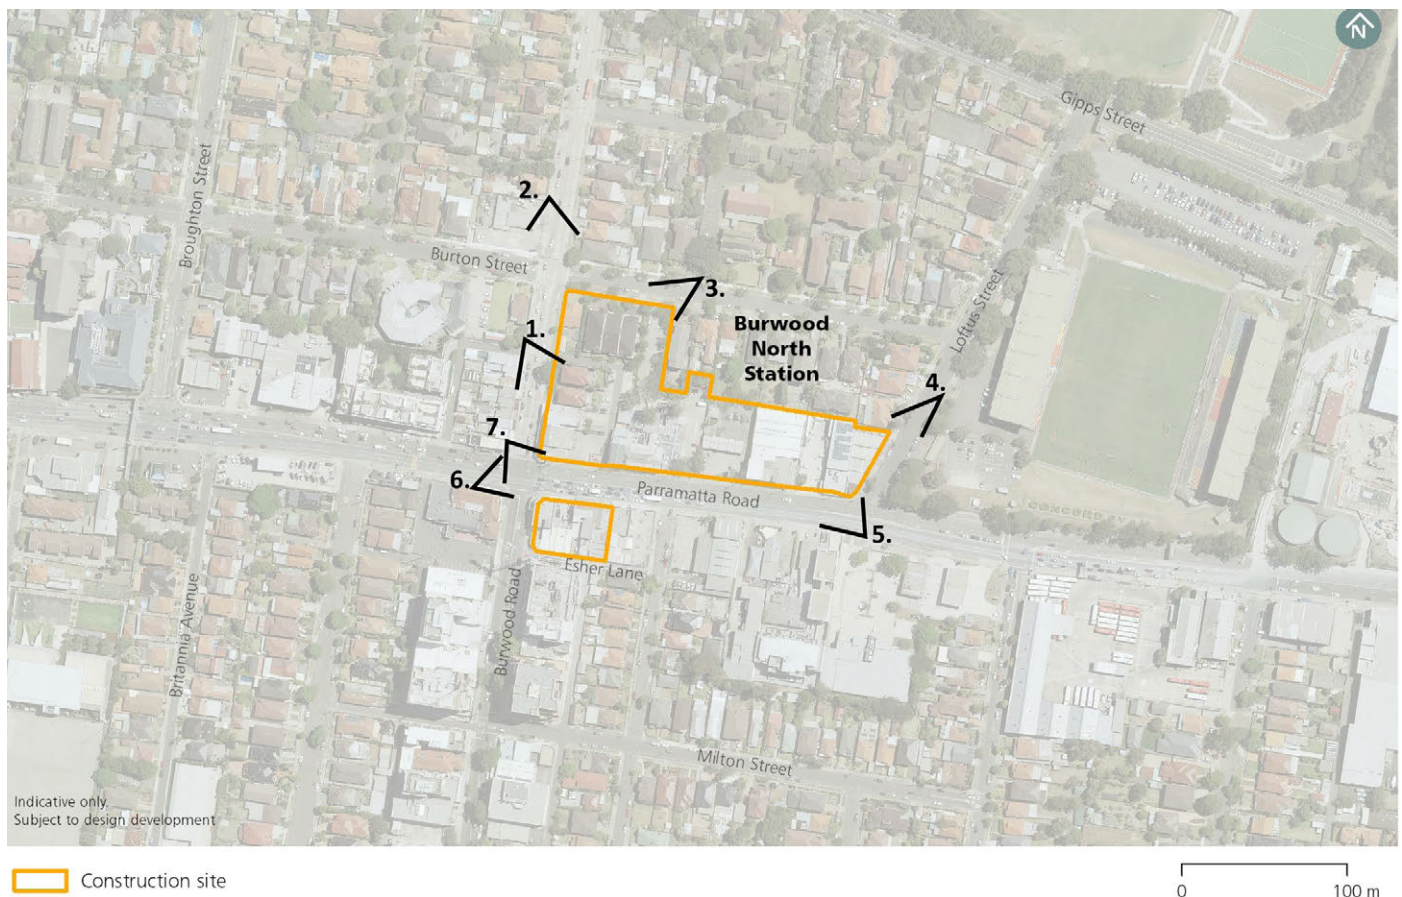 N
Gipps Street
Broughton Street
2.
Burton Street
3.
Loftus Street
Burwood
North
Station
1.
4.
7.
6.
Parramatta Road
5.
Esher Lane
Britannia Avenue
Burwood Road
Milton Street
Indicative only.
Subject to design development
Construction site
0
100 m